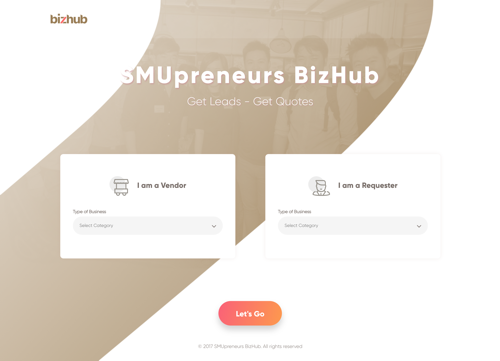 bizhub
SMUpreneurs BizHub
Get Leads - Get Quotes
I am a Vendor
Type of Business
Select Category
I am a Requester
Type of Business
Select Category
Let's Go
© 2017 SMUpreneurs BizHub. All rights reserved